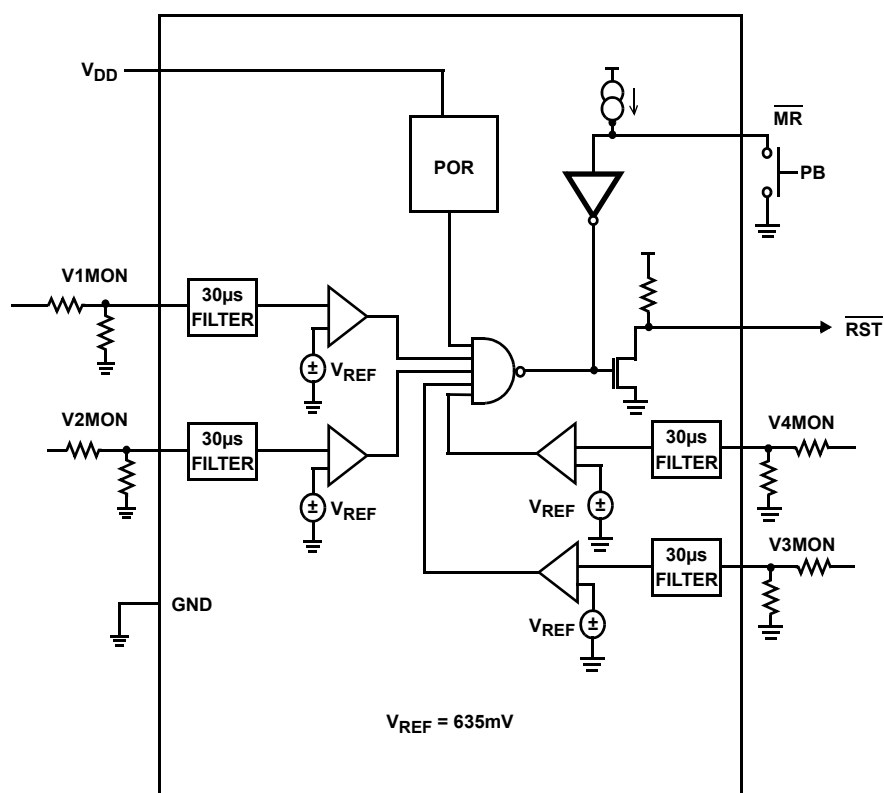 VDD
MR
POR
PB
V1MON
30µs
FILTER
VREF
RST
V2MON
30µs
FILTER
VREF
V4MON
30µs
FILTER
VREF
V3MON
30µs
FILTER
VREF
GND
VREF = 635mV